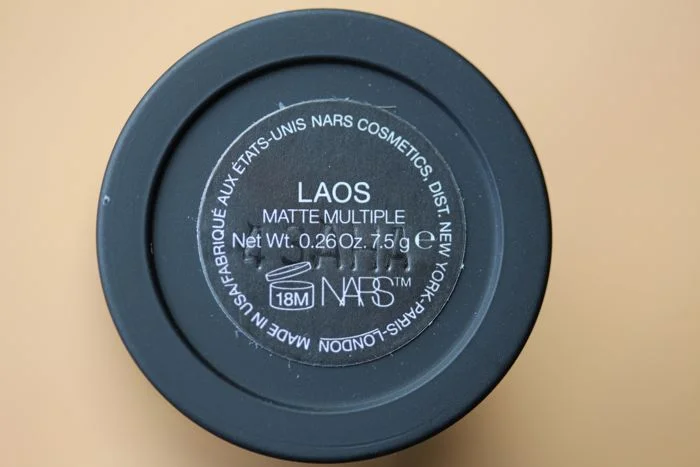 LAOS
MATTE MULTIPLE
Net Wt. 0.26 Oz. 7.5 g ℮
18M NARS™
MADE IN USA/FABRIQUÉ AUX ÉTATS-UNIS NARS COSMETICS, DIST. NEW YORK-PARIS-LONDON